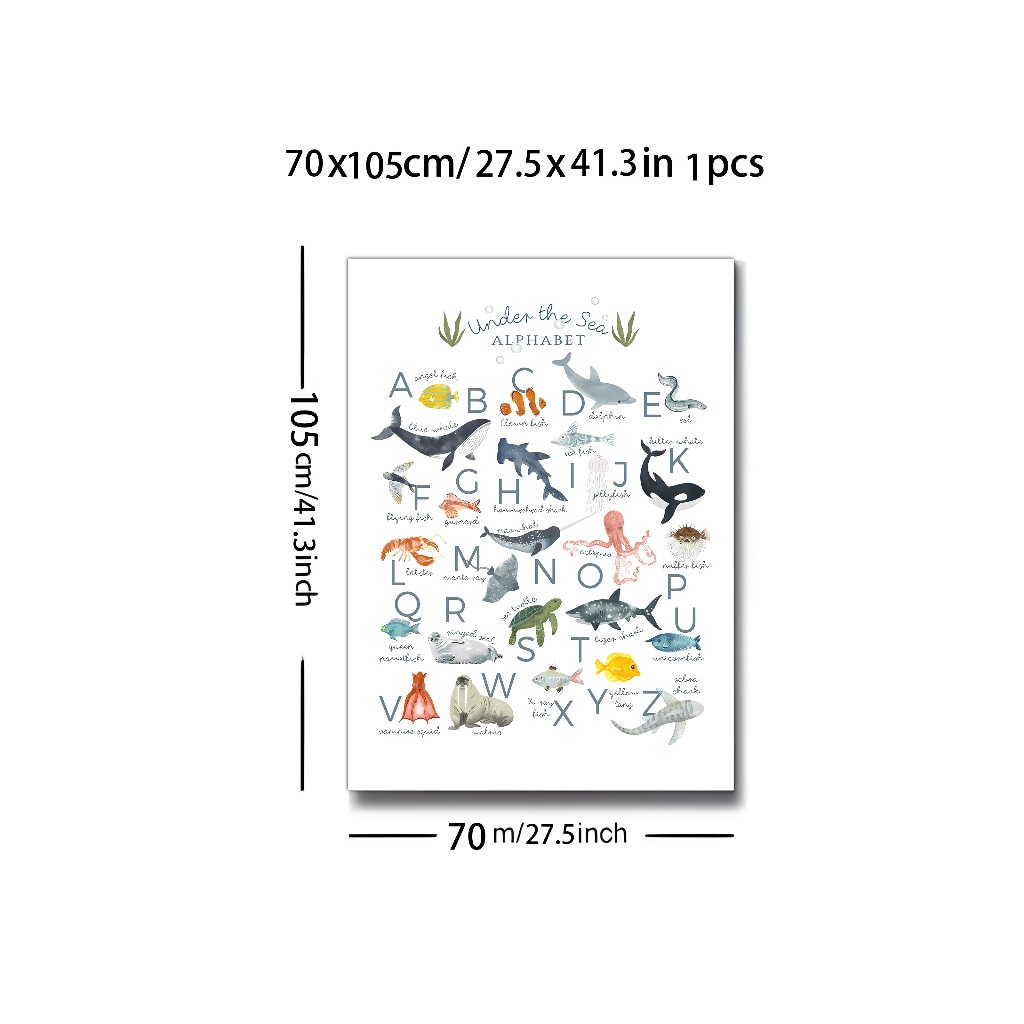 70x105cm/ 27.5x41.3in 1pcs
Under the Sea
ALPHABET
A angel fish
B blue whale
C clown fish
D dolphin
E eel
F flying fish
G gurnard
H hammerhead shark
I ice fish
J jellyfish
K killer whale
L lobster
M manta ray
N narwhal
O octopus
P puffer fish
Q queen
parrotfish
R ringed seal
S sea turtle
T tiger shark
U unicornfish
V vampire squid
W walrus
X x-ray
fish
Y yellow
tang
Z zebra
shark
105cm/41.3inch
70 m/27.5inch